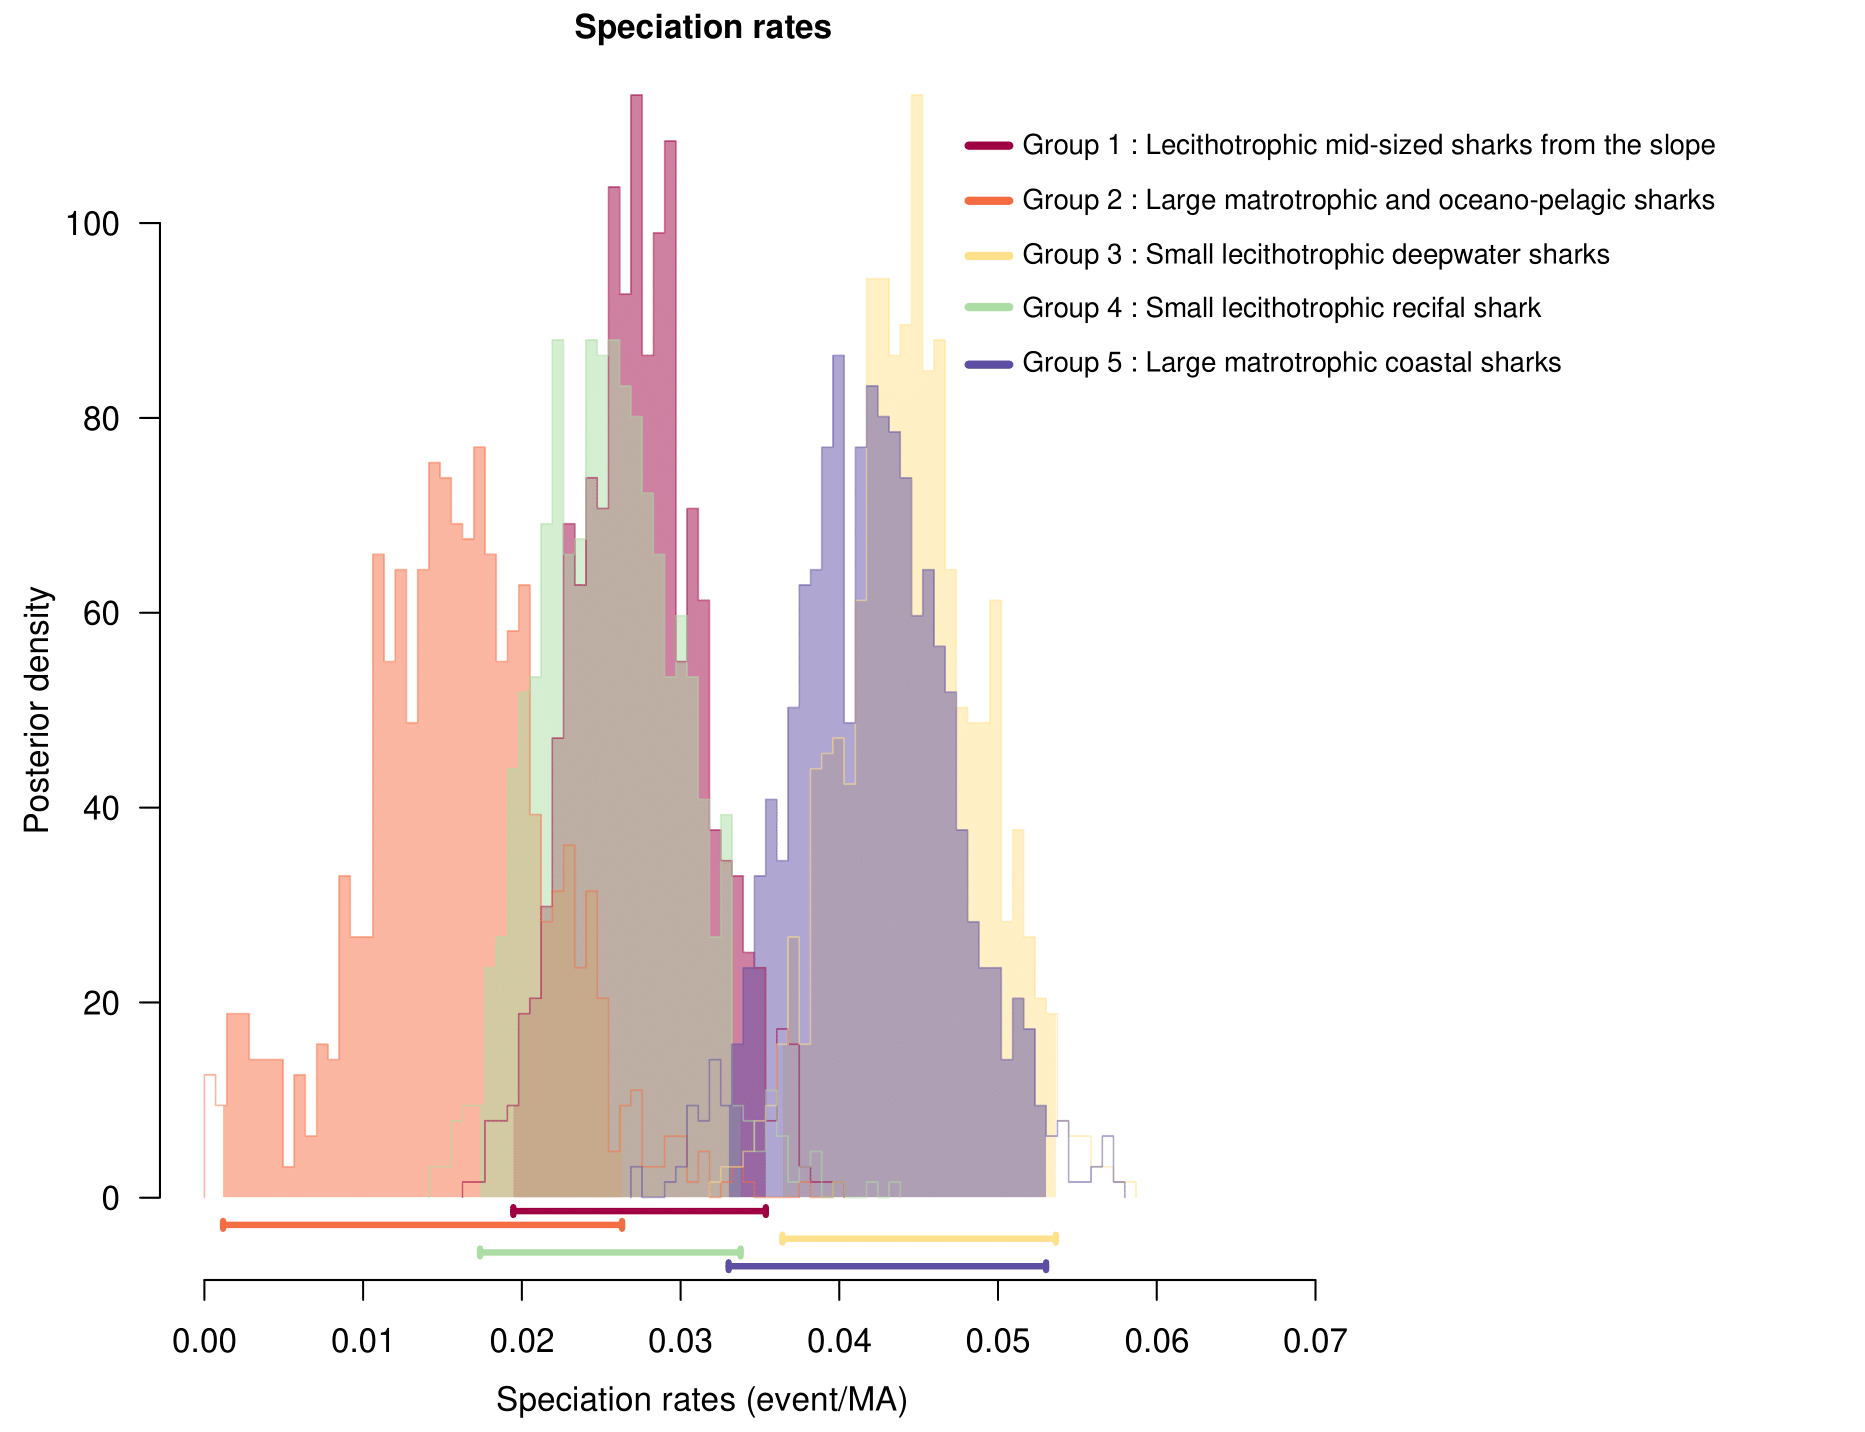 Speciation rates
Group 1 : Lecithotrophic mid-sized sharks from the slope
Group 2 : Large matrotrophic and oceano-pelagic sharks
Group 3 : Small lecithotrophic deepwater sharks
Group 4 : Small lecithotrophic recifal shark
Group 5 : Large matrotrophic coastal sharks
Posterior density
100
80
60
40
20
0
0.00 0.01 0.02 0.03 0.04 0.05 0.06 0.07
Speciation rates (event/MA)